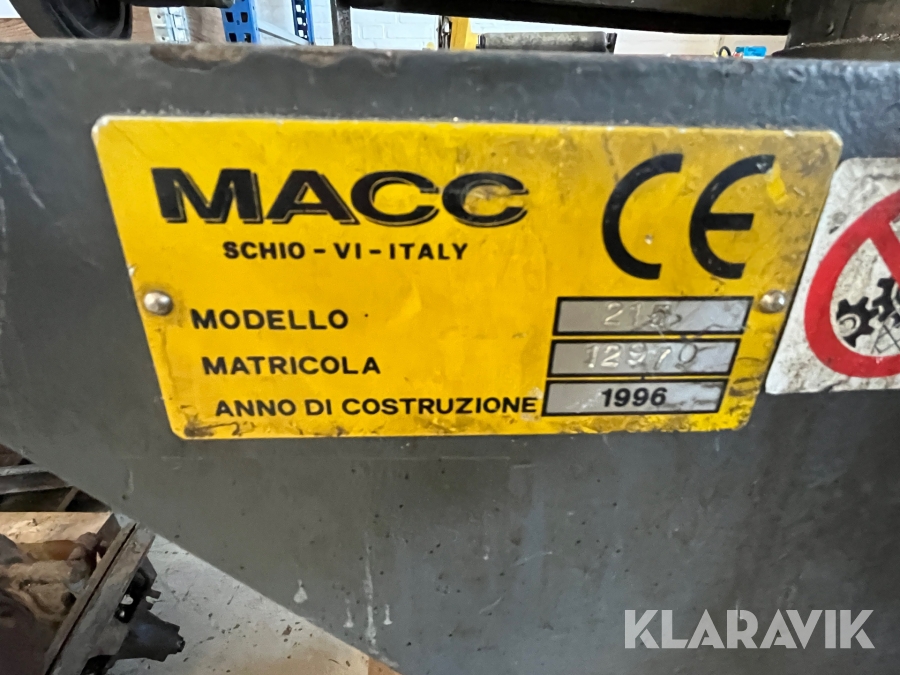 MACC CE
SCHIO - VI - ITALY
MODELLO
MATRICOLA 12970
ANNO DI COSTRUZIONE 1996
KLARAVIK